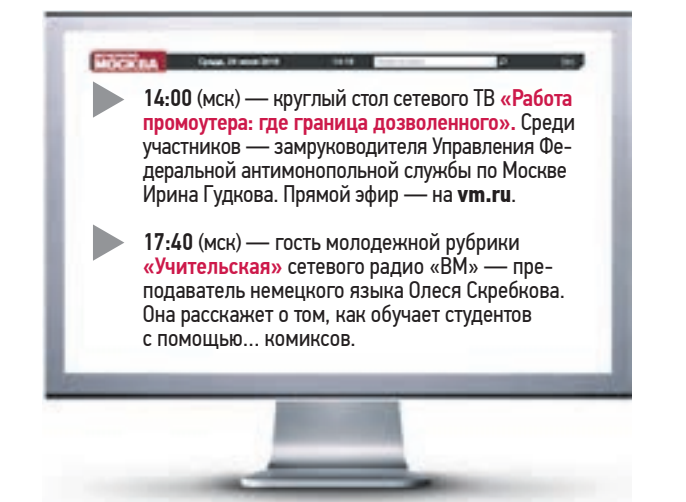 МОСКВА
14:00 (мск) — круглый стол сетевого ТВ «Работа
промоутера: где граница дозволенного». Среди
участников — замруководителя Управления Фе-
деральной антимонопольной службы по Москве
Ирина Гудкова. Прямой эфир — на vm.ru.
17:40 (мск) — гость молодежной рубрики
«Учительская» сетевого радио «ВМ» — пре-
подаватель немецкого языка Олеся Скребкова.
Она расскажет о том, как обучает студентов
с помощью... комиксов.